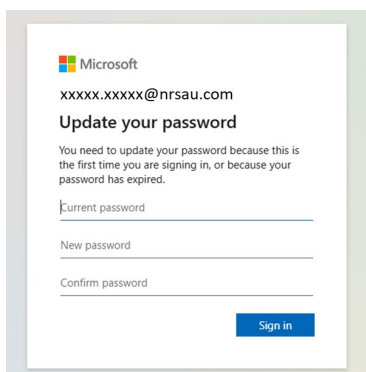 Microsoft
xxxxx.xxxxx@nrsau.com
Update your password
You need to update your password because this is
the first time you are signing in, or because your
password has expired.
Current password
New password
Confirm password
Sign in